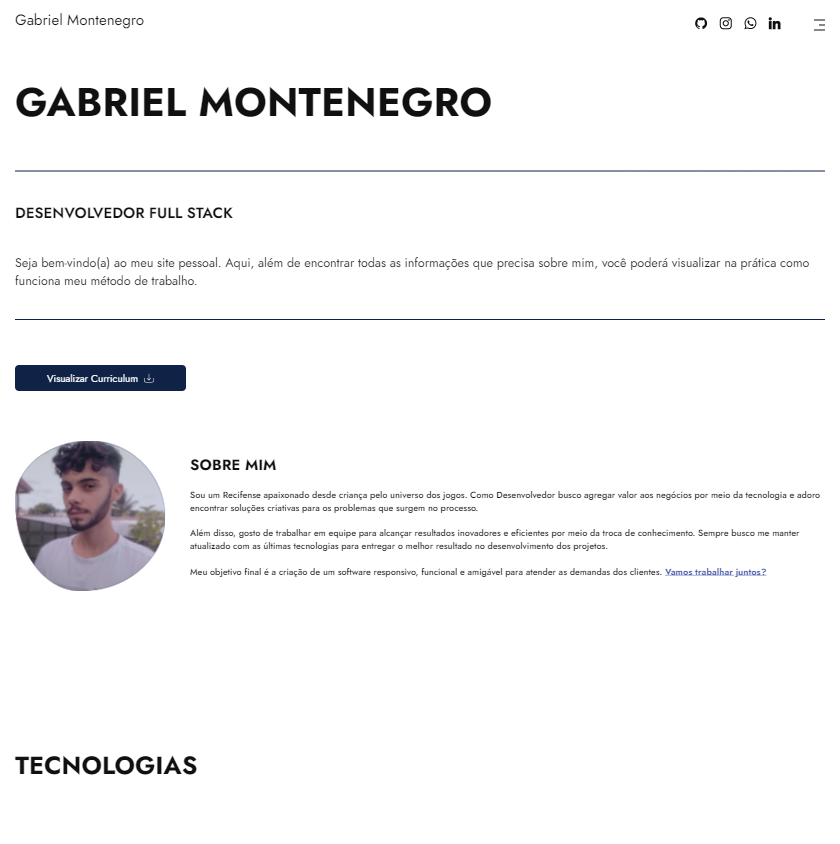 Gabriel Montenegro
GABRIEL MONTENEGRO
DESENVOLVEDOR FULL STACK
Seja bem-vindo(a) ao meu site pessoal. Aqui, além de encontrar todas as informações que precisa sobre mim, você poderá visualizar na prática como
funciona meu método de trabalho.
Visualizar Curriculum
SOBRE MIM
Sou um Recifense apaixonado desde criança pelo universo dos jogos. Como Desenvolvedor busco agregar valor aos negócios por meio da tecnologia e adoro
encontrar soluções criativas para os problemas que surgem no processo.
Além disso, gosto de trabalhar em equipe para alcançar resultados inovadores e eficientes por meio da troca de conhecimento. Sempre busco me manter
atualizado com as últimas tecnologias para entregar o melhor resultado no desenvolvimento dos projetos.
Meu objetivo final é a criação de um software responsivo, funcional e amigável para atender as demandas dos clientes. Vamos trabalhar juntos?
TECNOLOGIAS